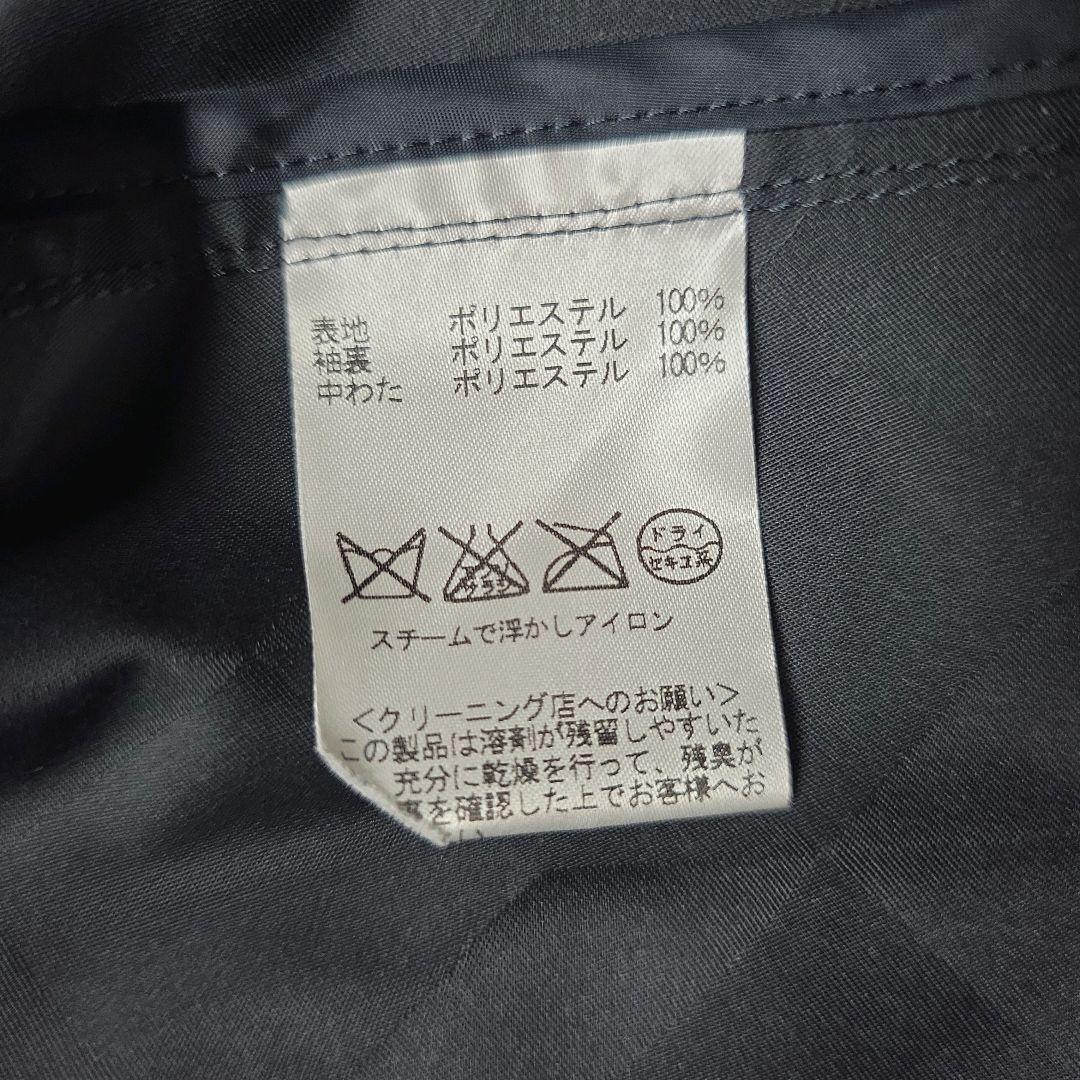 表地 ポリエステル 100%
袖裏 ポリエステル 100%
中わた ポリエステル 100%
サラシ
ドライ
セキユ系
スチームで浮かしアイロン
<クリーニング店へのお願い>
この製品は溶剤が残留しやすいた
充分に乾燥を行って、残臭が
事を確認した上でお客様へお